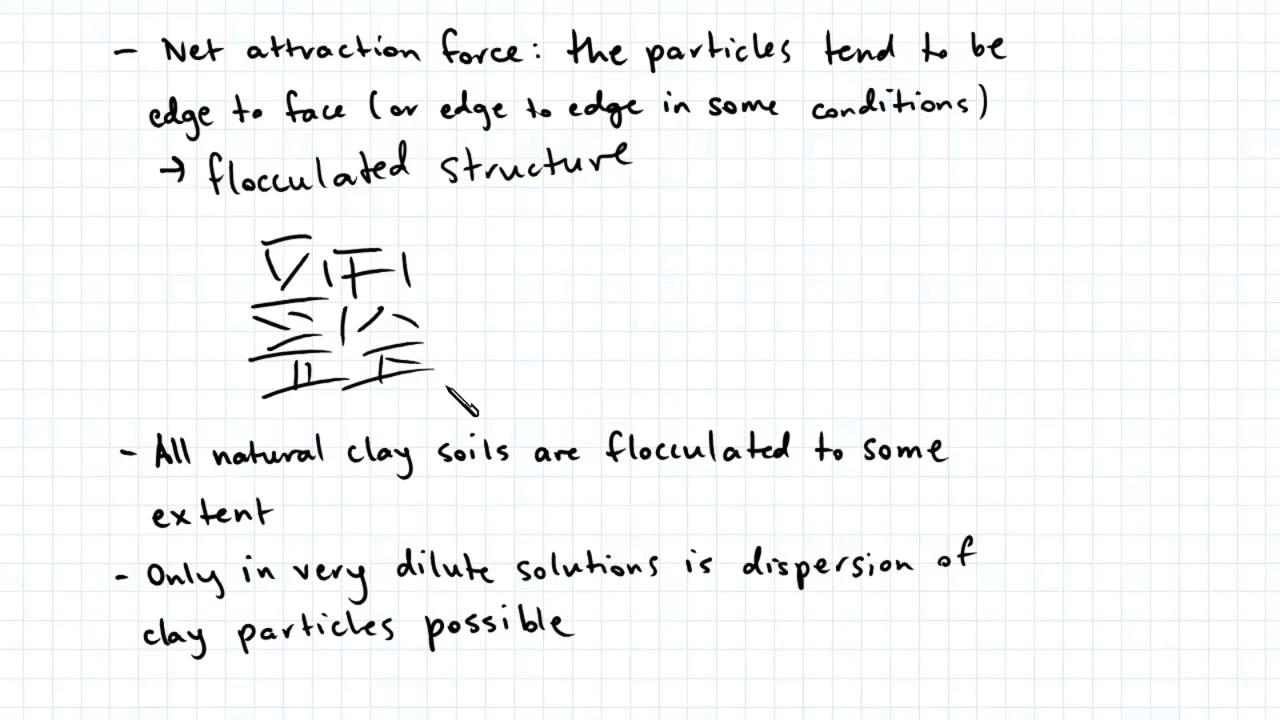 - Net attraction force: the particles tend to be
edge to face (or edge to edge in some conditions)
→ flocculated structure
- All natural clay soils are flocculated to some
extent
- Only in very dilute solutions is dispersion of
clay particles possible